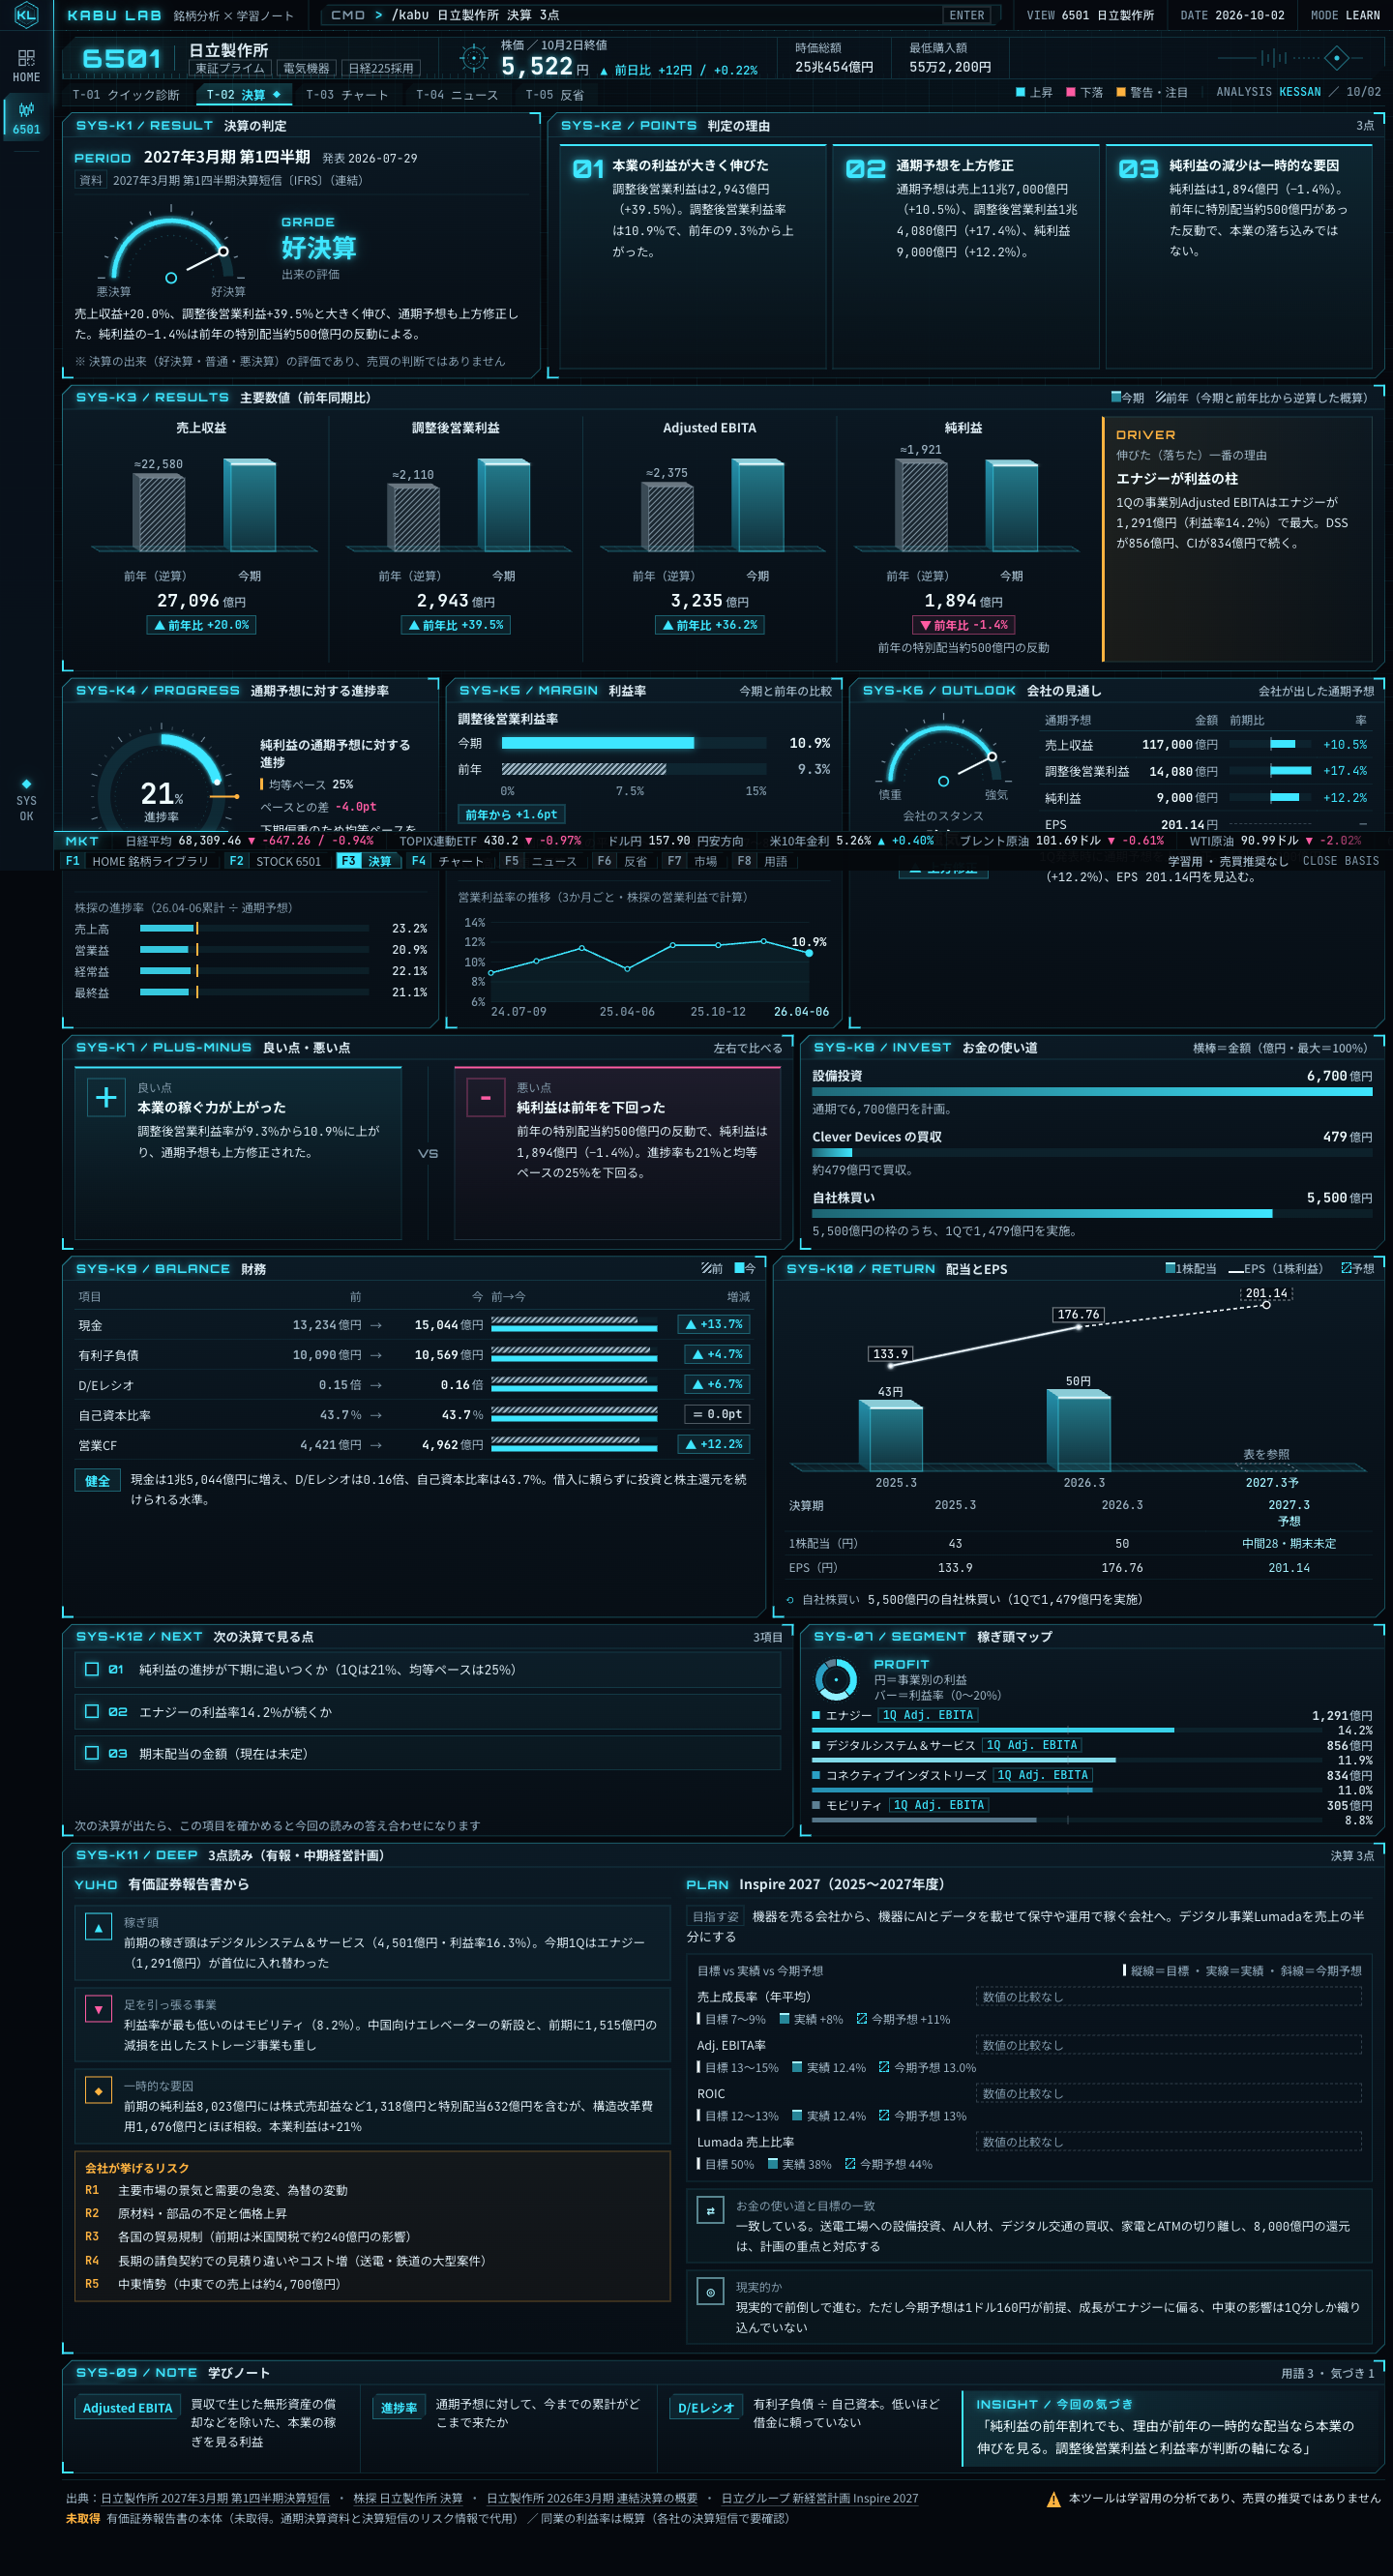 KL KABU LAB 銘柄分析 × 学習ノート CMD > /kabu 日立製作所 決算 3点 ENTER VIEW 6501 日立製作所 DATE 2026-10-02 MODE LEARN
HOME
6501
SYS
OK
6501 日立製作所
東証プライム 電気機器 日経225採用
株価 ／ 10月2日終値
5,522円 ▲ 前日比 +12円 / +0.22%
時価総額
25兆454億円
最低購入額
55万2,200円
T-01 クイック診断 T-02 決算 ◆ T-03 チャート T-04 ニュース T-05 反省
上昇 下落 警告・注目 ANALYSIS KESSAN ／ 10/02
SYS-K1 / RESULT 決算の判定
PERIOD 2027年3月期 第1四半期 発表 2026-07-29
資料 2027年3月期 第1四半期決算短信〔IFRS〕（連結）
悪決算 好決算
GRADE
好決算
出来の評価
売上収益+20.0%、調整後営業利益+39.5%と大きく伸び、通期予想も上方修正し
た。純利益の−1.4%は前年の特別配当約500億円の反動による。
※ 決算の出来（好決算・普通・悪決算）の評価であり、売買の判断ではありません
SYS-K2 / POINTS 判定の理由 3点
01 本業の利益が大きく伸びた
調整後営業利益は2,943億円
（+39.5%）。調整後営業利益率
は10.9%で、前年の9.3%から上
がった。
02 通期予想を上方修正
通期予想は売上11兆7,000億円
（+10.5%）、調整後営業利益1兆
4,080億円（+17.4%）、純利益
9,000億円（+12.2%）。
03 純利益の減少は一時的な要因
純利益は1,894億円（−1.4%）。
前年に特別配当約500億円があっ
た反動で、本業の落ち込みでは
ない。
SYS-K3 / RESULTS 主要数値（前年同期比） 今期 前年（今期と前年比から逆算した概算）
売上収益
≈22,580
前年（逆算） 今期
27,096億円
▲ 前年比 +20.0%
調整後営業利益
≈2,110
前年（逆算） 今期
2,943億円
▲ 前年比 +39.5%
Adjusted EBITA
≈2,375
前年（逆算） 今期
3,235億円
▲ 前年比 +36.2%
純利益
≈1,921
前年（逆算） 今期
1,894億円
▼ 前年比 -1.4%
前年の特別配当約500億円の反動
DRIVER
伸びた（落ちた）一番の理由
エナジーが利益の柱
1Qの事業別Adjusted EBITAはエナジーが
1,291億円（利益率14.2%）で最大。DSS
が856億円、CIが834億円で続く。
SYS-K4 / PROGRESS 通期予想に対する進捗率
21%
進捗率
純利益の通期予想に対する
進捗
均等ペース 25%
ペースとの差 -4.0pt
下期偏重のため均等ペースを
株探の進捗率（26.04-06累計 ÷ 通期予想）
売上高 23.2%
営業益 20.9%
経常益 22.1%
最終益 21.1%
SYS-K5 / MARGIN 利益率 今期と前年の比較
調整後営業利益率
今期 10.9%
前年 9.3%
0% 7.5% 15%
前年から +1.6pt
営業利益率の推移（3か月ごと・株探の営業利益で計算）
14%
12%
10%
8%
6%
10.9%
24.07-09 25.04-06 25.10-12 26.04-06
SYS-K6 / OUTLOOK 会社の見通し 会社が出した通期予想
慎重 強気
会社のスタンス
通期予想 金額 前期比 率
売上収益 117,000億円 +10.5%
調整後営業利益 14,080億円 +17.4%
純利益 9,000億円 +12.2%
EPS 201.14円 −
（+12.2%）、EPS 201.14円を見込む。
MKT 日経平均 68,309.46 ▼ -647.26 / -0.94% TOPIX連動ETF 430.2 ▼ -0.97% ドル円 157.90 円安方向 米10年金利 5.26% ▲ +0.40% ブレント原油 101.69ドル ▼ -0.61% WTI原油 90.99ドル ▼ -2.02%
F1 HOME 銘柄ライブラリ F2 STOCK 6501 F3 決算 F4 チャート F5 ニュース F6 反省 F7 市場 F8 用語 学習用 ・ 売買推奨なし CLOSE BASIS
SYS-K7 / PLUS-MINUS 良い点・悪い点 左右で比べる
+ 良い点
本業の稼ぐ力が上がった
調整後営業利益率が9.3%から10.9%に上が
り、通期予想も上方修正された。
VS
- 悪い点
純利益は前年を下回った
前年の特別配当約500億円の反動で、純利益は
1,894億円（−1.4%）。進捗率も21%と均等
ペースの25%を下回る。
SYS-K8 / INVEST お金の使い道 横棒＝金額（億円・最大＝100%）
設備投資 6,700億円
通期で6,700億円を計画。
Clever Devices の買収 479億円
約479億円で買収。
自社株買い 5,500億円
5,500億円の枠のうち、1Qで1,479億円を実施。
SYS-K9 / BALANCE 財務 前 今
項目 前 今 前→今 増減
現金 13,234億円 → 15,044億円 ▲ +13.7%
有利子負債 10,090億円 → 10,569億円 ▲ +4.7%
D/Eレシオ 0.15倍 → 0.16倍 ▲ +6.7%
自己資本比率 43.7% → 43.7% ＝ 0.0pt
営業CF 4,421億円 → 4,962億円 ▲ +12.2%
健全 現金は1兆5,044億円に増え、D/Eレシオは0.16倍、自己資本比率は43.7%。借入に頼らずに投資と株主還元を続
けられる水準。
SYS-K10 / RETURN 配当とEPS 1株配当 EPS（1株利益） 予想
133.9 176.76 201.14
43円 50円 表を参照
2025.3 2026.3 2027.3予
決算期 2025.3 2026.3 2027.3
予想
1株配当（円） 43 50 中間28・期末未定
EPS（円） 133.9 176.76 201.14
自社株買い 5,500億円の自社株買い（1Qで1,479億円を実施）
SYS-K12 / NEXT 次の決算で見る点 3項目
01 純利益の進捗が下期に追いつくか（1Qは21%、均等ペースは25%）
02 エナジーの利益率14.2%が続くか
03 期末配当の金額（現在は未定）
次の決算が出たら、この項目を確かめると今回の読みの答え合わせになります
SYS-07 / SEGMENT 稼ぎ頭マップ
PROFIT
円＝事業別の利益
バー＝利益率（0〜20%）
エナジー 1Q Adj. EBITA 1,291億円
14.2%
デジタルシステム＆サービス 1Q Adj. EBITA 856億円
11.9%
コネクティブインダストリーズ 1Q Adj. EBITA 834億円
11.0%
モビリティ 1Q Adj. EBITA 305億円
8.8%
SYS-K11 / DEEP 3点読み（有報・中期経営計画） 決算 3点
YUHO 有価証券報告書から
稼ぎ頭
前期の稼ぎ頭はデジタルシステム＆サービス（4,501億円・利益率16.3%）。今期1Qはエナジー
（1,291億円）が首位に入れ替わった
足を引っ張る事業
利益率が最も低いのはモビリティ（8.2%）。中国向けエレベーターの新設と、前期に1,515億円の
減損を出したストレージ事業も重し
一時的な要因
前期の純利益8,023億円には株式売却益など1,318億円と特別配当632億円を含むが、構造改革費
用1,676億円とほぼ相殺。本業利益は+21%
会社が挙げるリスク
R1 主要市場の景気と需要の急変、為替の変動
R2 原材料・部品の不足と価格上昇
R3 各国の貿易規制（前期は米国関税で約240億円の影響）
R4 長期の請負契約での見積り違いやコスト増（送電・鉄道の大型案件）
R5 中東情勢（中東での売上は約4,700億円）
PLAN Inspire 2027（2025〜2027年度）
目指す姿 機器を売る会社から、機器にAIとデータを載せて保守や運用で稼ぐ会社へ。デジタル事業Lumadaを売上の半
分にする
目標 vs 実績 vs 今期予想 縦線＝目標 ・ 実線＝実績 ・ 斜線＝今期予想
売上成長率（年平均） 数値の比較なし
目標 7〜9% 実績 +8% 今期予想 +11%
Adj. EBITA率 数値の比較なし
目標 13〜15% 実績 12.4% 今期予想 13.0%
ROIC 数値の比較なし
目標 12〜13% 実績 12.4% 今期予想 13%
Lumada 売上比率 数値の比較なし
目標 50% 実績 38% 今期予想 44%
お金の使い道と目標の一致
一致している。送電工場への設備投資、AI人材、デジタル交通の買収、家電とATMの切り離し、8,000億円の還元
は、計画の重点と対応する
現実的か
現実的で前倒しで進む。ただし今期予想は1ドル160円が前提、成長がエナジーに偏る、中東の影響は1Q分しか織り
込んでいない
SYS-09 / NOTE 学びノート 用語 3 ・ 気づき 1
Adjusted EBITA 買収で生じた無形資産の償
却などを除いた、本業の稼
ぎを見る利益
進捗率 通期予想に対して、今までの累計がど
こまで来たか
D/Eレシオ 有利子負債 ÷ 自己資本。低いほど
借金に頼っていない
INSIGHT / 今回の気づき
「純利益の前年割れでも、理由が前年の一時的な配当なら本業の
伸びを見る。調整後営業利益と利益率が判断の軸になる」
出典：日立製作所 2027年3月期 第1四半期決算短信 ・ 株探 日立製作所 決算 ・ 日立製作所 2026年3月期 連結決算の概要 ・ 日立グループ 新経営計画 Inspire 2027
本ツールは学習用の分析であり、売買の推奨ではありません
未取得 有価証券報告書の本体（未取得。通期決算資料と決算短信のリスク情報で代用） ／ 同業の利益率は概算（各社の決算短信で要確認）